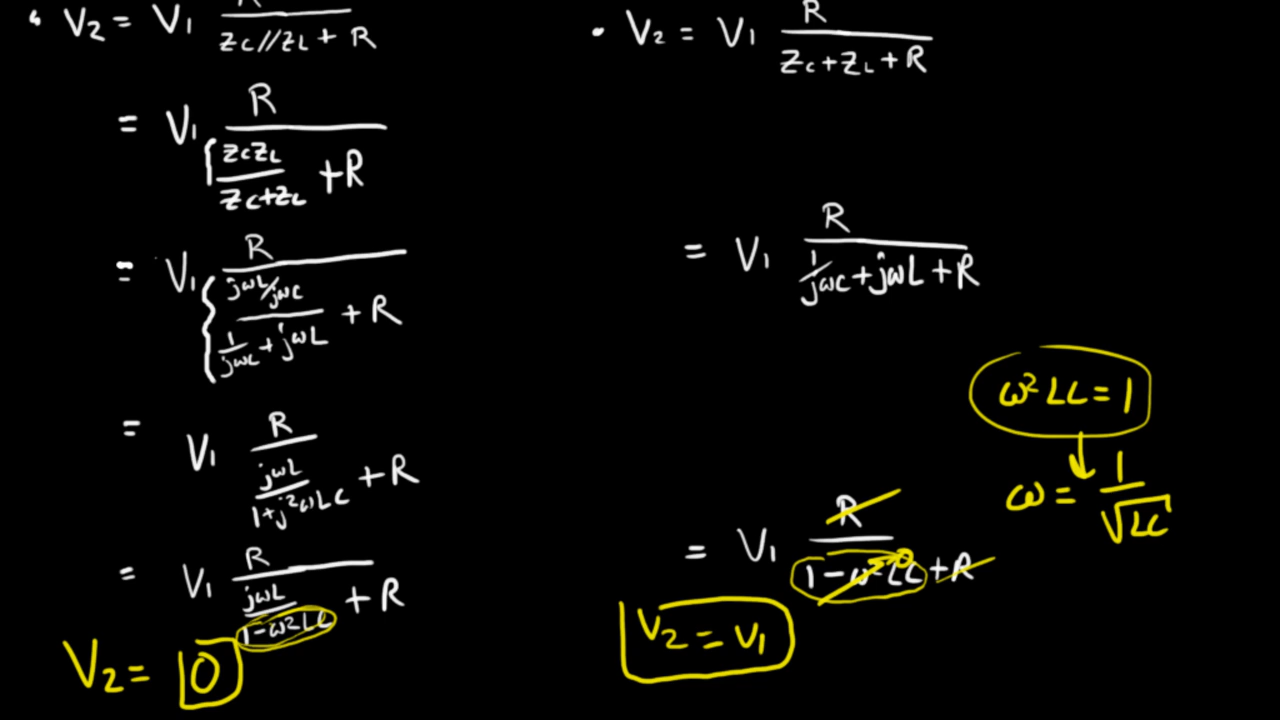 • V₂ = V₁ R / (Zc//ZL + R)
= V₁ R / (ZcZL / (Zc+ZL) + R)
= V₁ R / ((jωL/jωC) / (1/jωC + jωL) + R)
= V₁ R / (jωL / (1+j²ωLC) + R)
= V₁ R / (jωL / (1-ω²LC) + R)
V₂ = 0
• V₂ = V₁ R / (Zc+ZL+R)
= V₁ R / (1/jωC + jωL + R)
ω²LC = 1
ω = 1/√LC
= V₁ R / (1-ω²LC + R)
0
V₂ = V₁